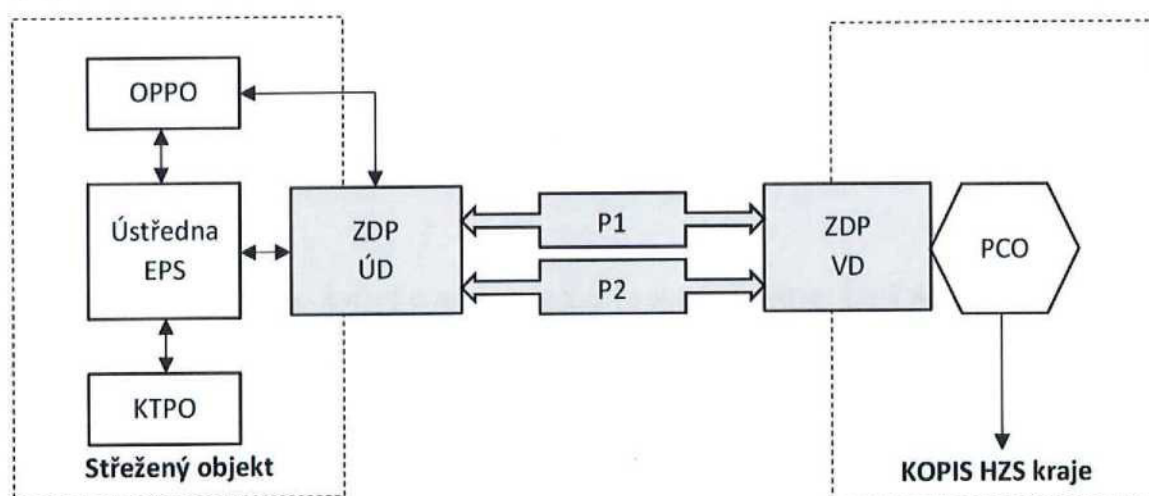 OPPO
Ústředna
EPS
KTPO
Střežený objekt
ZDP
ÚD
P1
P2
ZDP
VD
PCO
KOPIS HZS kraje